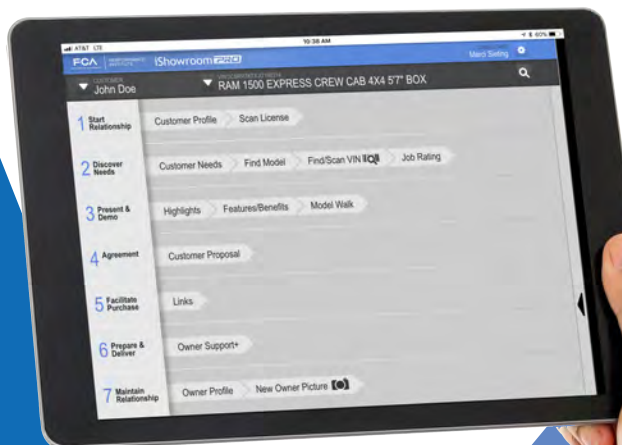 AT&T LTE 10:38 AM 60%
FCA PERFORMANCE INSTITUTE iShowroom PRO
CUSTOMER
John Doe RAM 1500 EXPRESS CREW CAB 4X4 5'7" BOX
1 Start Relationship Customer Profile Scan License
2 Discover Needs Customer Needs Find Model Find/Scan VIN Job Rating
3 Present & Demo Highlights Features/Benefits Model Walk
4 Agreement Customer Proposal
5 Facilitate Purchase Links
6 Prepare & Deliver Owner Support+
7 Maintain Relationship Owner Profile New Owner Picture